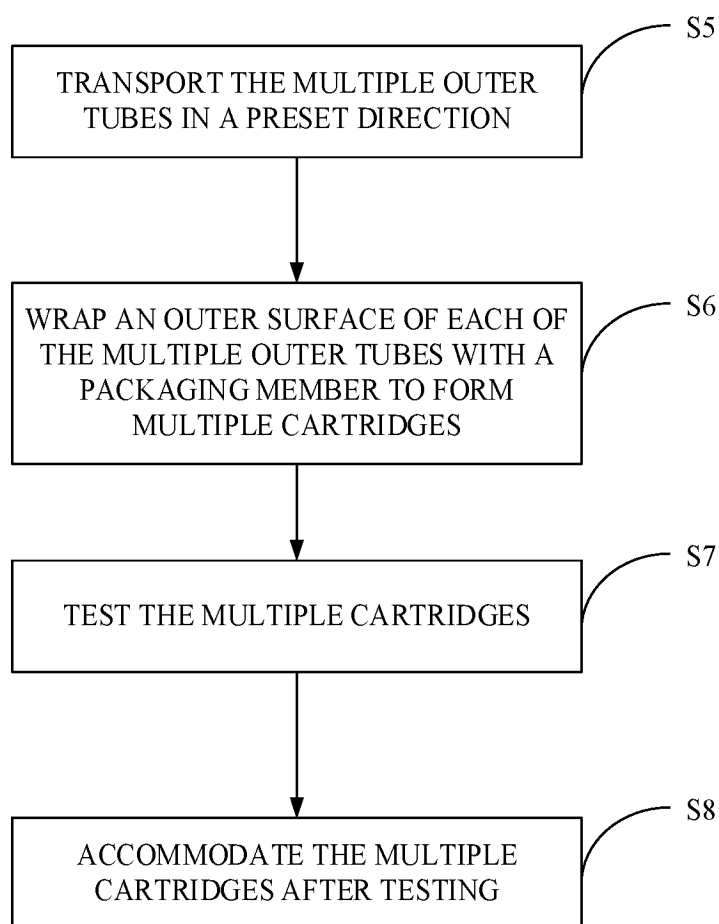 S5
TRANSPORT THE MULTIPLE OUTER
TUBES IN A PRESET DIRECTION
S6
WRAP AN OUTER SURFACE OF EACH OF
THE MULTIPLE OUTER TUBES WITH A
PACKAGING MEMBER TO FORM
MULTIPLE CARTRIDGES
S7
TEST THE MULTIPLE CARTRIDGES
S8
ACCOMMODATE THE MULTIPLE
CARTRIDGES AFTER TESTING